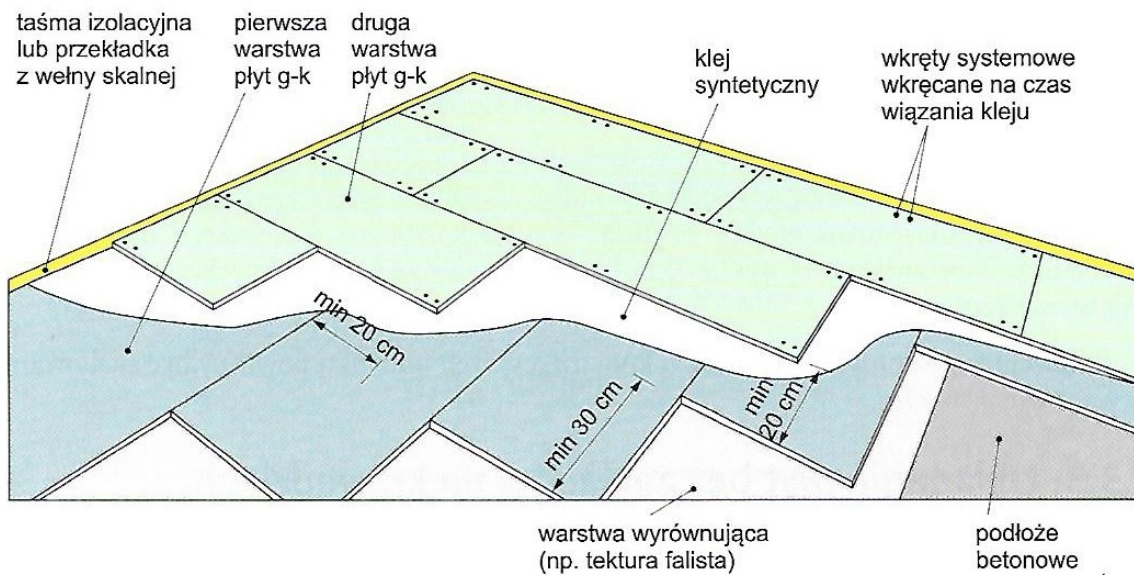 taśma izolacyjna
lub przekładka
z wełny skalnej
pierwsza
warstwa
płyt g-k
druga
warstwa
płyt g-k
klej
syntetyczny
wkręty systemowe
wkręcane na czas
wiązania kleju
min 20 cm
min 30 cm
min
20 cm
warstwa wyrównująca
(np. tektura falista)
podłoże
betonowe